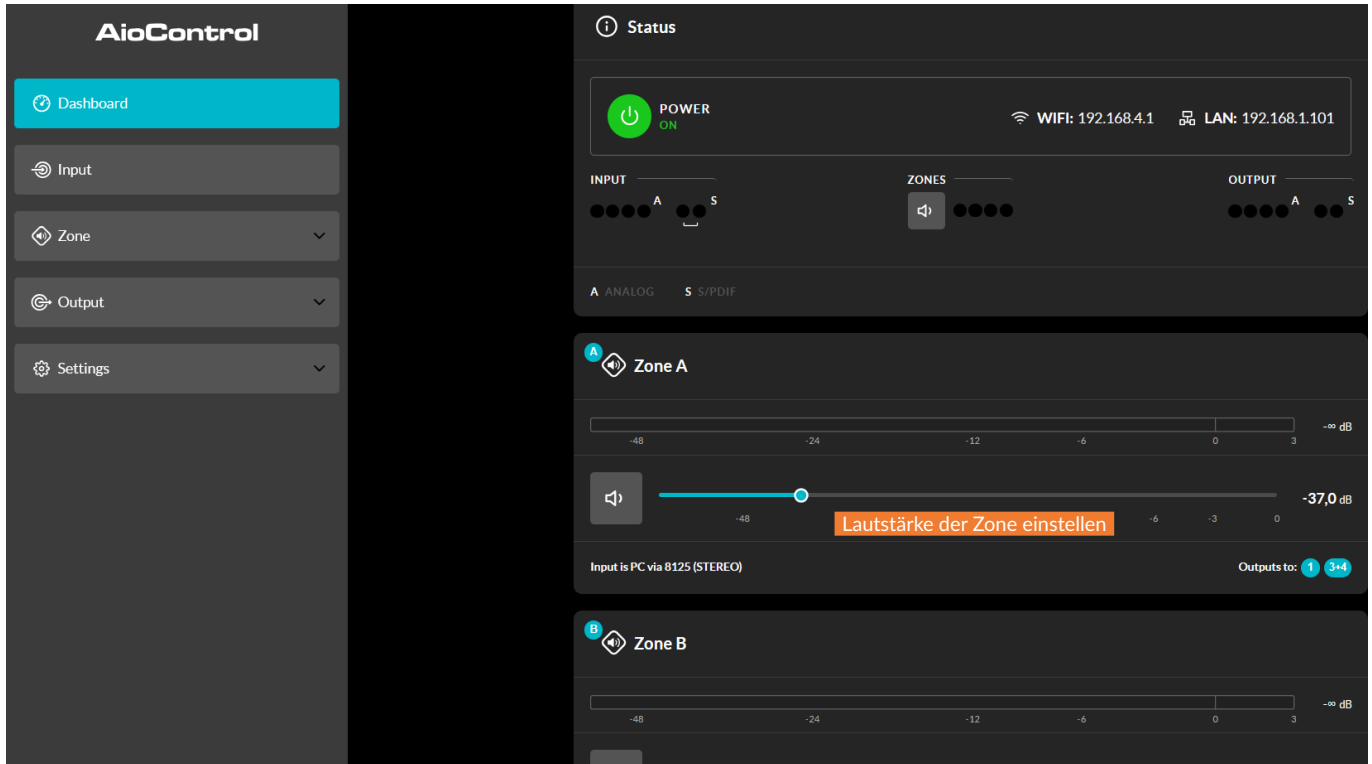 AioControl
Dashboard
Input
Zone
Output
Settings
Status
POWER
ON
WIFI: 192.168.4.1
LAN: 192.168.1.101
INPUT
A
S
ZONES
OUTPUT
A
S
A ANALOG
S S/PDIF
A
Zone A
-∞ dB
-48 -24 -12 -6 0 3
-37,0 dB
-48 -6 -3 0
Lautstärke der Zone einstellen
Input is PC via 8125 (STEREO)
Outputs to: 1 3+4
B
Zone B
-∞ dB
-48 -24 -12 -6 0 3